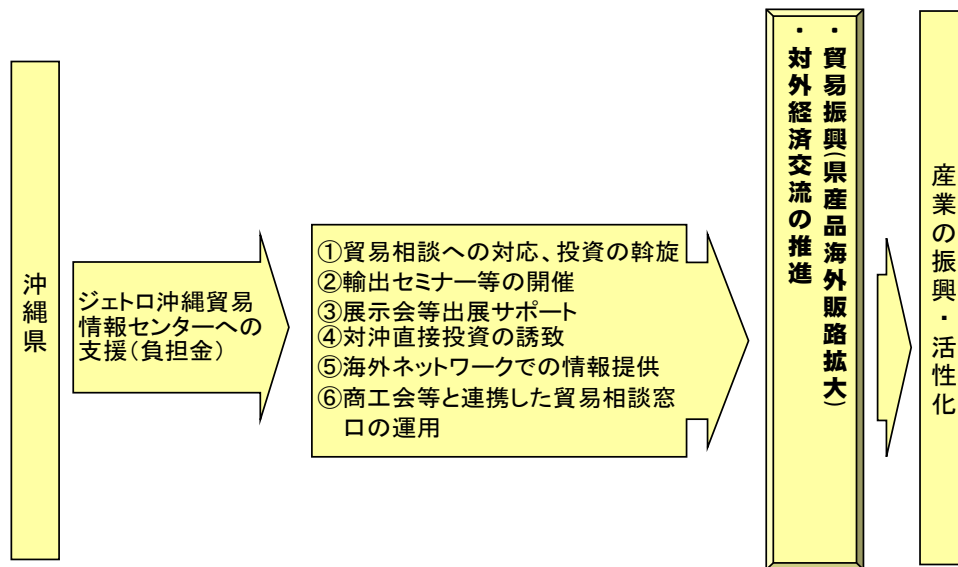 沖縄県
ジェトロ沖縄貿易
情報センターへの
支援(負担金)
①貿易相談への対応、投資の斡旋
②輸出セミナー等の開催
③展示会等出展サポート
④対沖直接投資の誘致
⑤海外ネットワークでの情報提供
⑥商工会等と連携した貿易相談窓
口の運用
・貿易振興(県産品海外販路拡大)
・対外経済交流の推進
産業の振興・活性化